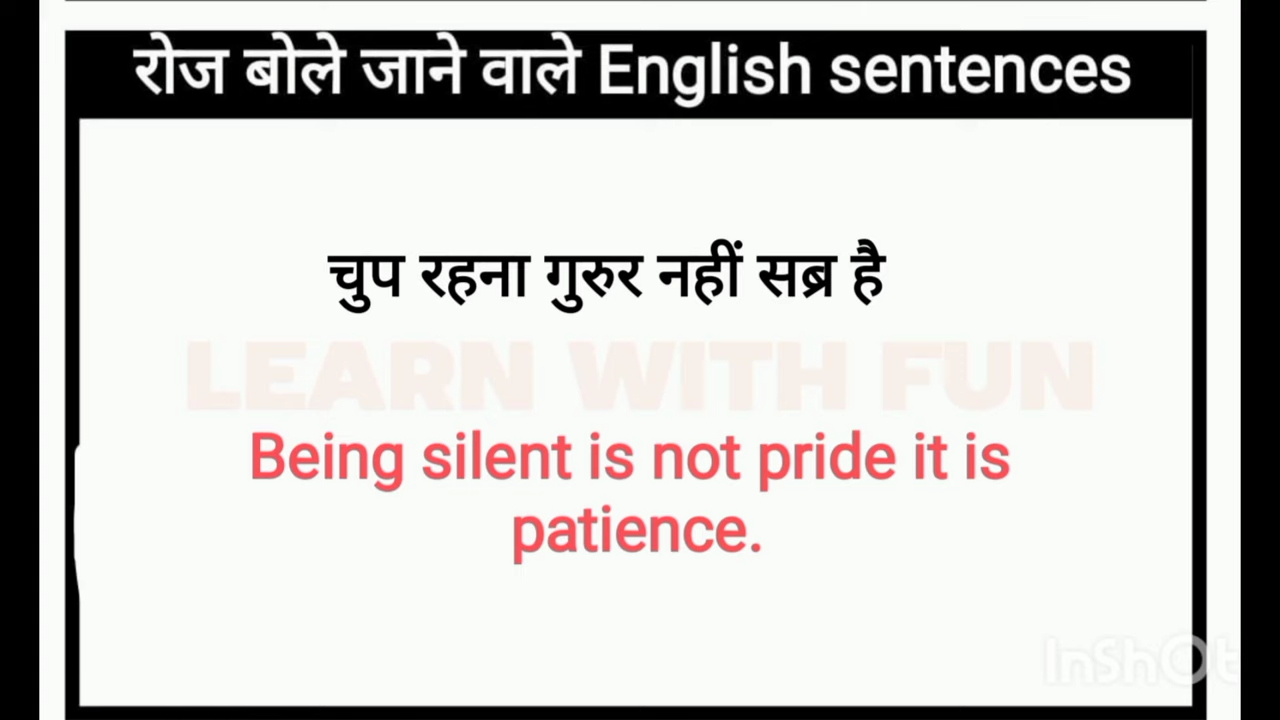 रोज बोले जाने वाले English sentences
चुप रहना गुरुर नहीं सब्र है
LEARN WITH FUN
Being silent is not pride it is
patience.
InShOt